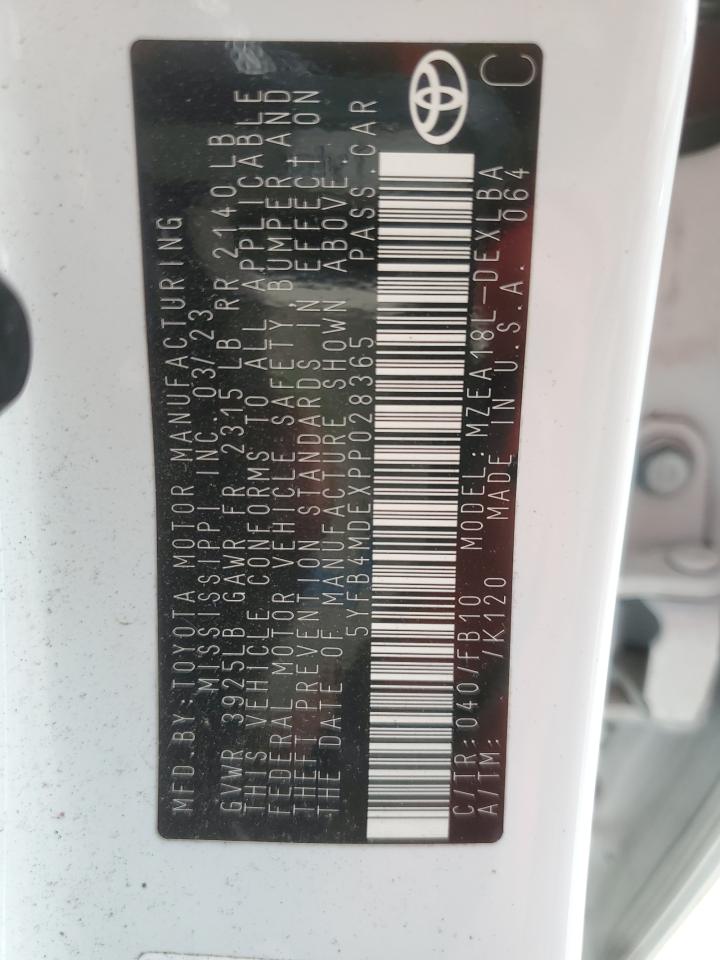 MFD.BY:TOYOTA MOTOR MANUFACTURING
MISSISSIPPI INC.03/23
GVWR 3925LB GAWR FR 2315 LB RR 2140LB
THIS VEHICLE CONFORMS TO ALL APPLICABLE
FEDERAL MOTOR VEHICLE SAFETY,BUMPER,AND
THEFT PREVENTION STANDARDS IN EFFECT ON
THE DATE OF MANUFACTURE SHOWN ABOVE.
5YFB4MDEXPP028365 PASS.CAR
C/TR:040/FB10 MODEL:MZEA18L-DEXLBA
A/TM: /K120 MADE IN U.S.A. 064
C